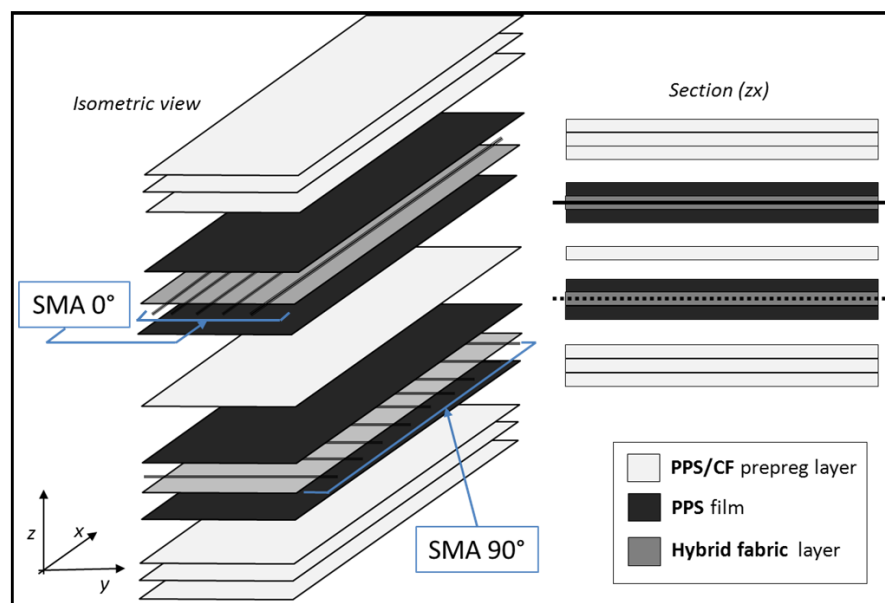 Isometric view
Section (zx)
SMA 0°
SMA 90°
z
x
y
PPS/CF prepreg layer
PPS film
Hybrid fabric layer